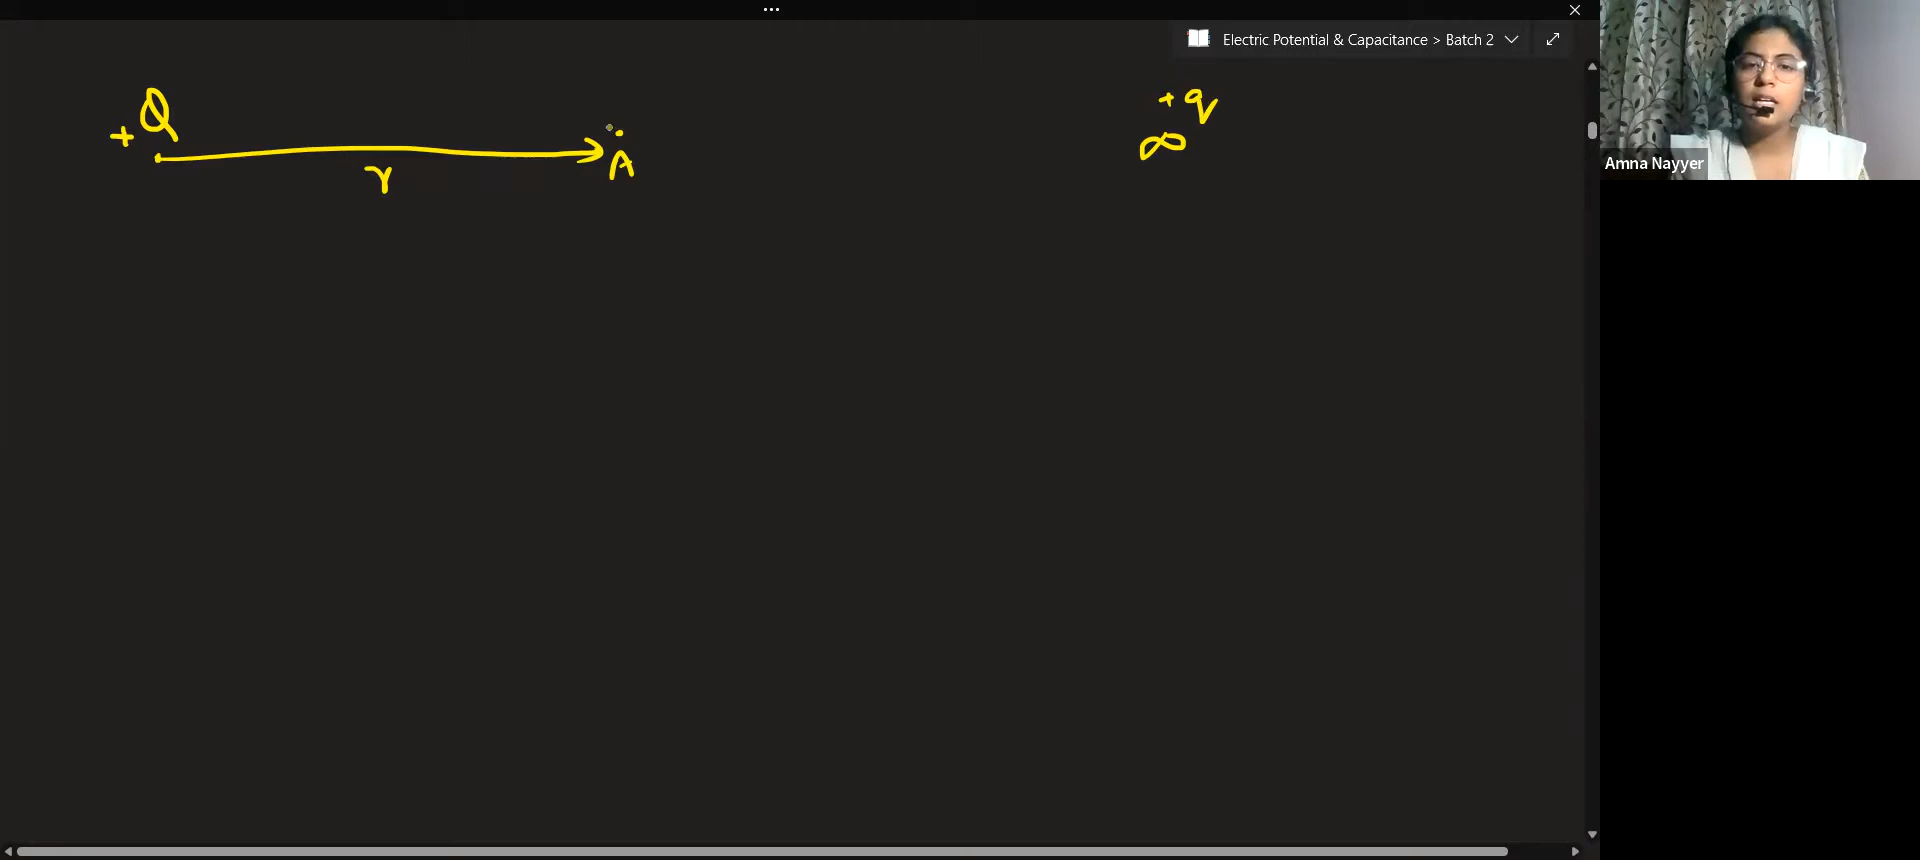 Electric Potential & Capacitance > Batch 2
+Q
+q
∞
r
A
Amna Nayyer